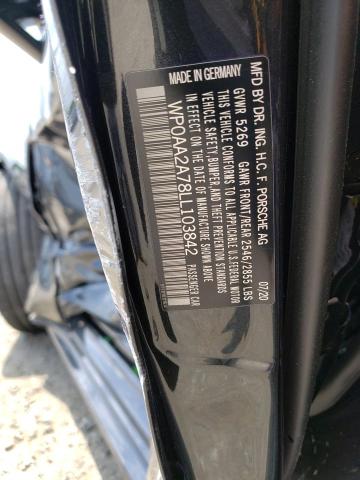 MFD BY DR. ING. H.C. F. PORSCHE AG
GVWR 5269 GAWR FRONT/REAR 2546/2855 LBS 07/20
THIS VEHICLE CONFORMS TO ALL APPLICABLE U.S. FEDERAL MOTOR
VEHICLE SAFETY, BUMPER, AND THEFT PREVENTION STANDARDS
IN EFFECT ON THE DATE OF MANUFACTURE SHOWN ABOVE
WP0AA2A78LL103842 PASSENGER CAR
MADE IN GERMANY